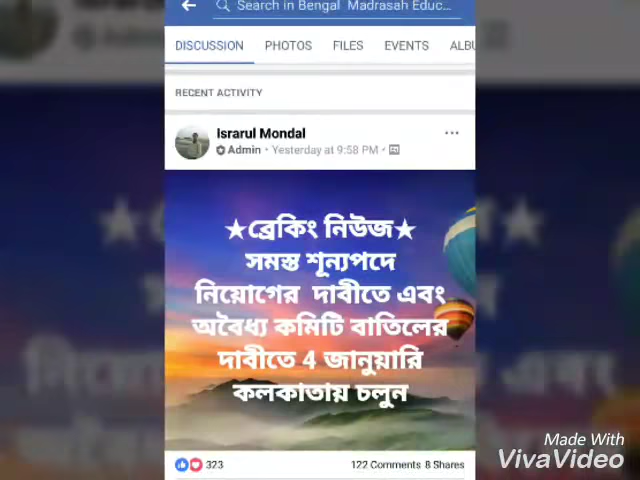 Search in Bengal Madrasah Educ...
DISCUSSION PHOTOS FILES EVENTS ALBU
RECENT ACTIVITY
Israrul Mondal
Admin • Yesterday at 9:58 PM •
★ব্রেকিং নিউজ★
সমস্ত শূন্যপদে
নিয়োগের দাবীতে এবং
অবৈধ্য কমিটি বাতিলের
দাবীতে 4 জানুয়ারি
কলকাতায় চলুন
323 122 Comments 8 Shares
Made With
VivaVideo